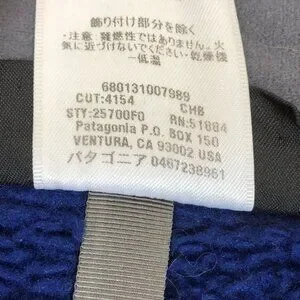 飾り付け部分を除く
・注意 難燃性ではありません。火
気に近づけないでください・乾燥機
－低温
680131007989
CUT:4154 CHB
STY:25700F0 RN:51884
Patagonia P.O. BOX 150
VENTURA, CA 93002 USA
パタゴニア 0467238961